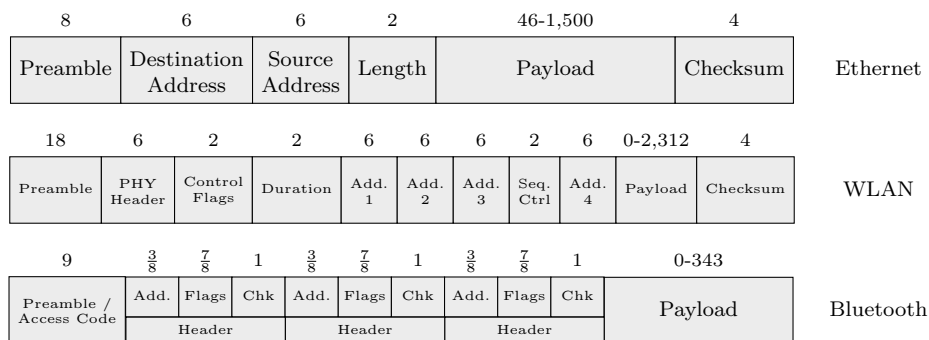 8 6 6 2 46-1,500 4
Preamble Destination Address Source Address Length Payload Checksum Ethernet
18 6 2 2 6 6 6 2 6 0-2,312 4
Preamble PHY Header Control Flags Duration Add. 1 Add. 2 Add. 3 Seq. Ctrl Add. 4 Payload Checksum WLAN
9 3/8 7/8 1 3/8 7/8 1 3/8 7/8 1 0-343
Preamble / Access Code Add. Flags Chk Add. Flags Chk Add. Flags Chk Payload Bluetooth
Header Header Header